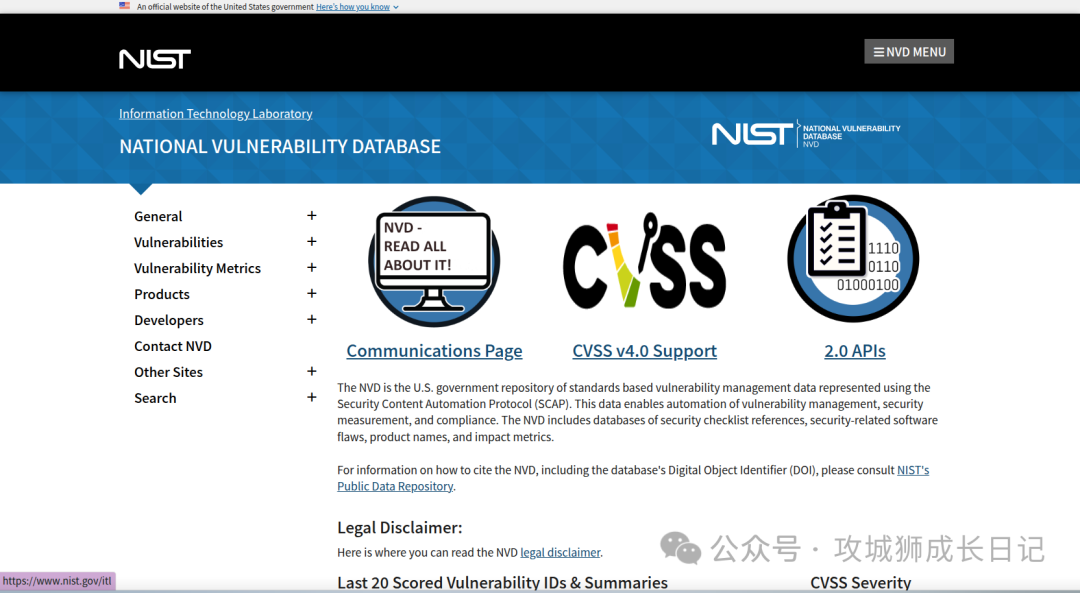 An official website of the United States government Here's how you know
NIST
NVD MENU
Information Technology Laboratory
NATIONAL VULNERABILITY DATABASE
NIST
NATIONAL VULNERABILITY
DATABASE
NVD
General +
Vulnerabilities +
Vulnerability Metrics +
Products +
Developers +
Contact NVD
Other Sites +
Search +
NVD -
READ ALL
ABOUT IT!
CVSS
1110
0110
01000100
Communications Page
CVSS v4.0 Support
2.0 APIs
The NVD is the U.S. government repository of standards based vulnerability management data represented using the
Security Content Automation Protocol (SCAP). This data enables automation of vulnerability management, security
measurement, and compliance. The NVD includes databases of security checklist references, security-related software
flaws, product names, and impact metrics.
For information on how to cite the NVD, including the database's Digital Object Identifier (DOI), please consult NIST's
Public Data Repository.
Legal Disclaimer:
Here is where you can read the NVD legal disclaimer.
公众号 · 攻城狮成长日记
https://www.nist.gov/itl
Last 20 Scored Vulnerability IDs & Summaries
CVSS Severity